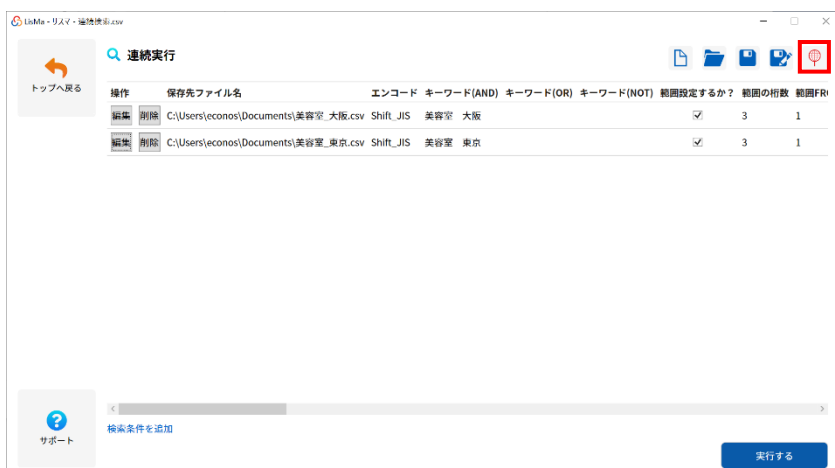 LisMa - リスマ - 連続検索.csv
連続実行
トップへ戻る
操作 保存先ファイル名 エンコード キーワード(AND) キーワード(OR) キーワード(NOT) 範囲設定するか？ 範囲の桁数 範囲FR
編集 削除 C:\Users\econos\Documents\美容室_大阪.csv Shift_JIS 美容室 大阪 3 1
編集 削除 C:\Users\econos\Documents\美容室_東京.csv Shift_JIS 美容室 東京 3 1
検索条件を追加
サポート
実行する